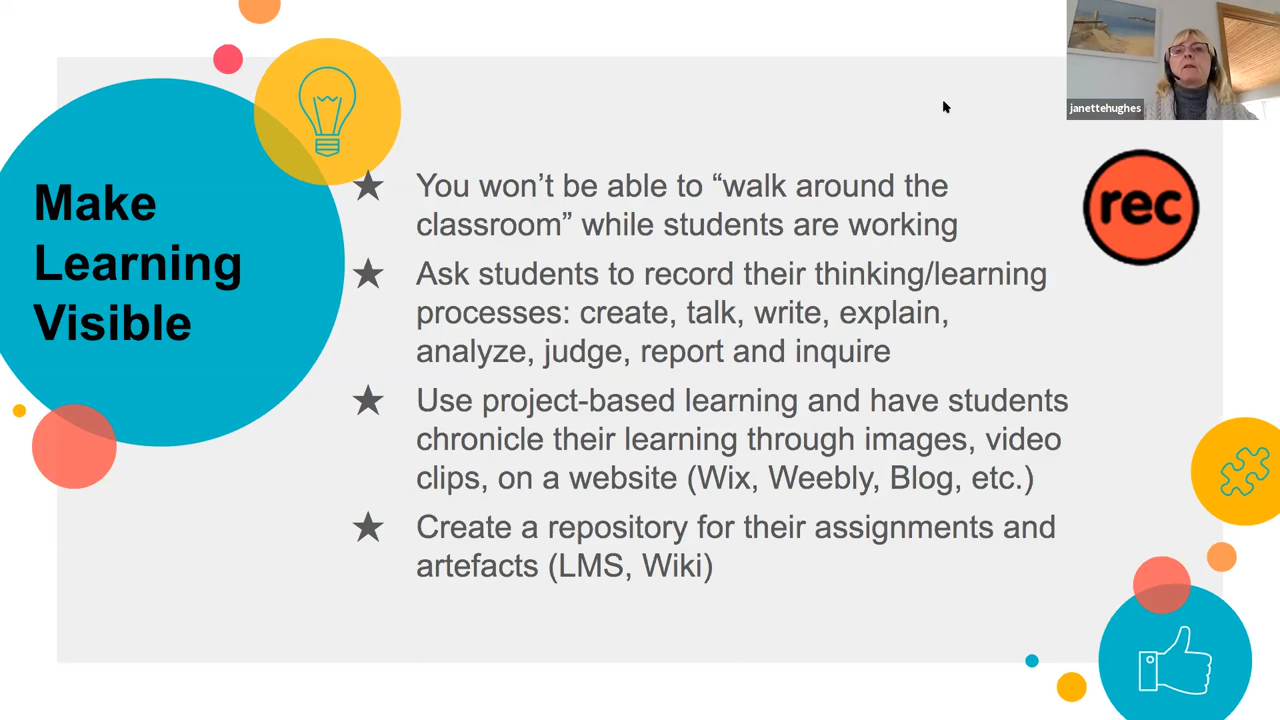 janettehughes
rec
Make
Learning
Visible
★ You won’t be able to “walk around the
classroom” while students are working
★ Ask students to record their thinking/learning
processes: create, talk, write, explain,
analyze, judge, report and inquire
★ Use project-based learning and have students
chronicle their learning through images, video
clips, on a website (Wix, Weebly, Blog, etc.)
★ Create a repository for their assignments and
artefacts (LMS, Wiki)